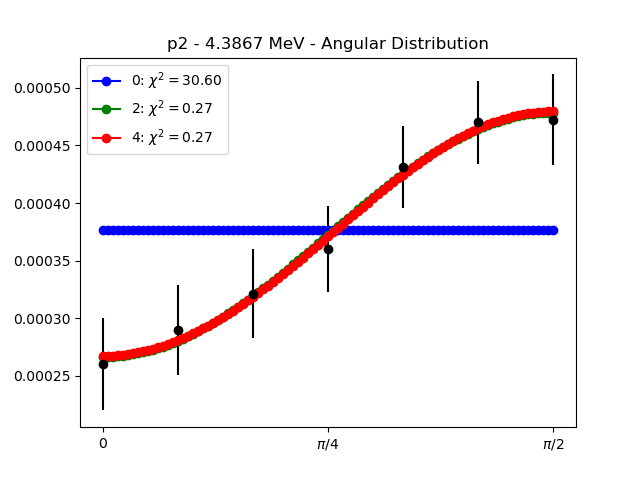 p2 - 4.3867 MeV - Angular Distribution
0: χ² = 30.60
2: χ² = 0.27
4: χ² = 0.27
0.00050
0.00045
0.00040
0.00035
0.00030
0.00025
0
π/4
π/2